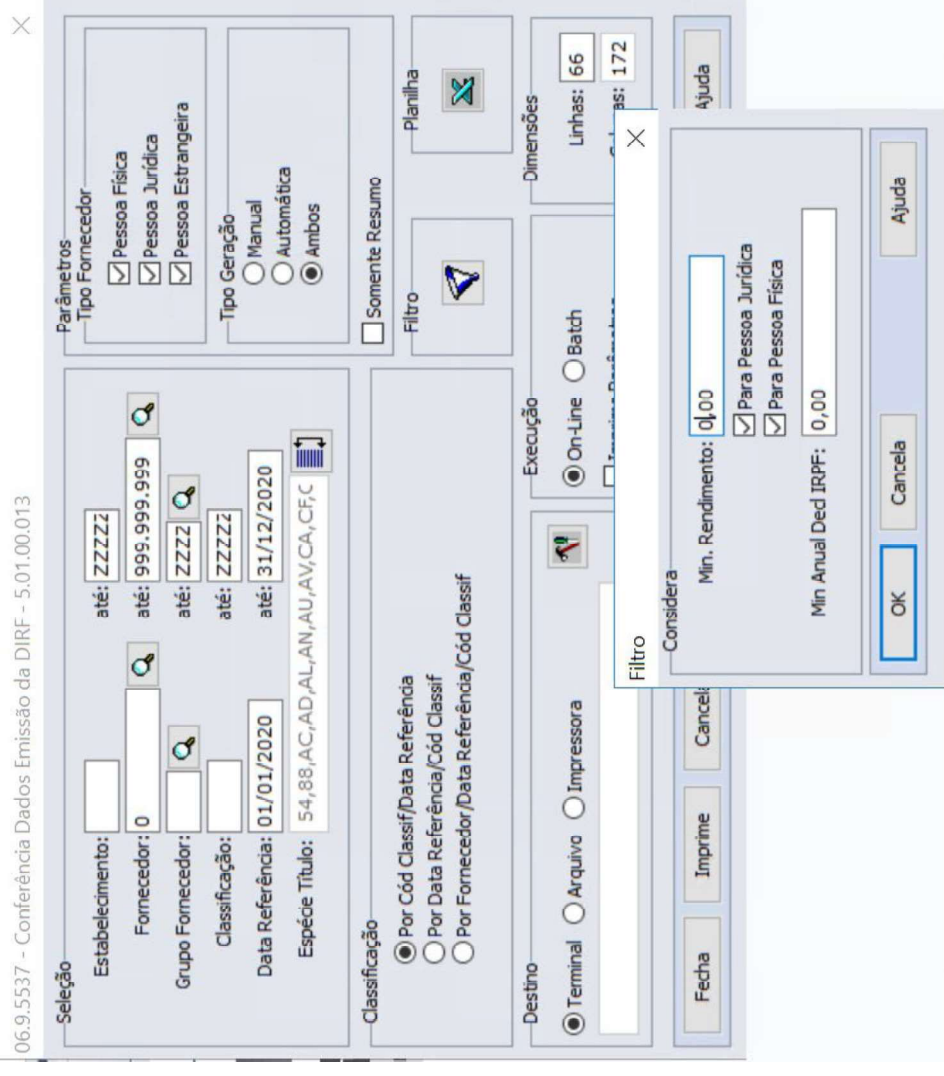 06.9.5537 - Conferência Dados Emissão da DIRF - 5.01.00.013
Seleção
Estabelecimento: até: ZZZZZ
Fornecedor: 0 até: 999.999.999
Grupo Fornecedor: até: ZZZZ
Classificação: até: ZZZZZ
Data Referência: 01/01/2020 até: 31/12/2020
Espécie Título: 54,88,AC,AD,AL,AN,AU,AV,CA,CF,C
Parâmetros
Tipo Fornecedor
Pessoa Física
Pessoa Jurídica
Pessoa Estrangeira
Tipo Geração
Manual
Automática
Ambos
Somente Resumo
Classificação
Por Cód Classif/Data Referência
Por Data Referência/Cód Classif
Por Fornecedor/Data Referência/Cód Classif
Filtro
Planilha
Destino
Terminal Arquivo Impressora
Execução
On-Line Batch
Dimensões
Linhas: 66
172
Fecha Imprime Cancela Ajuda
Filtro
Considera
Min. Rendimento: 0,00
Para Pessoa Jurídica
Para Pessoa Física
Min Anual Ded IRPF: 0,00
OK Cancela Ajuda